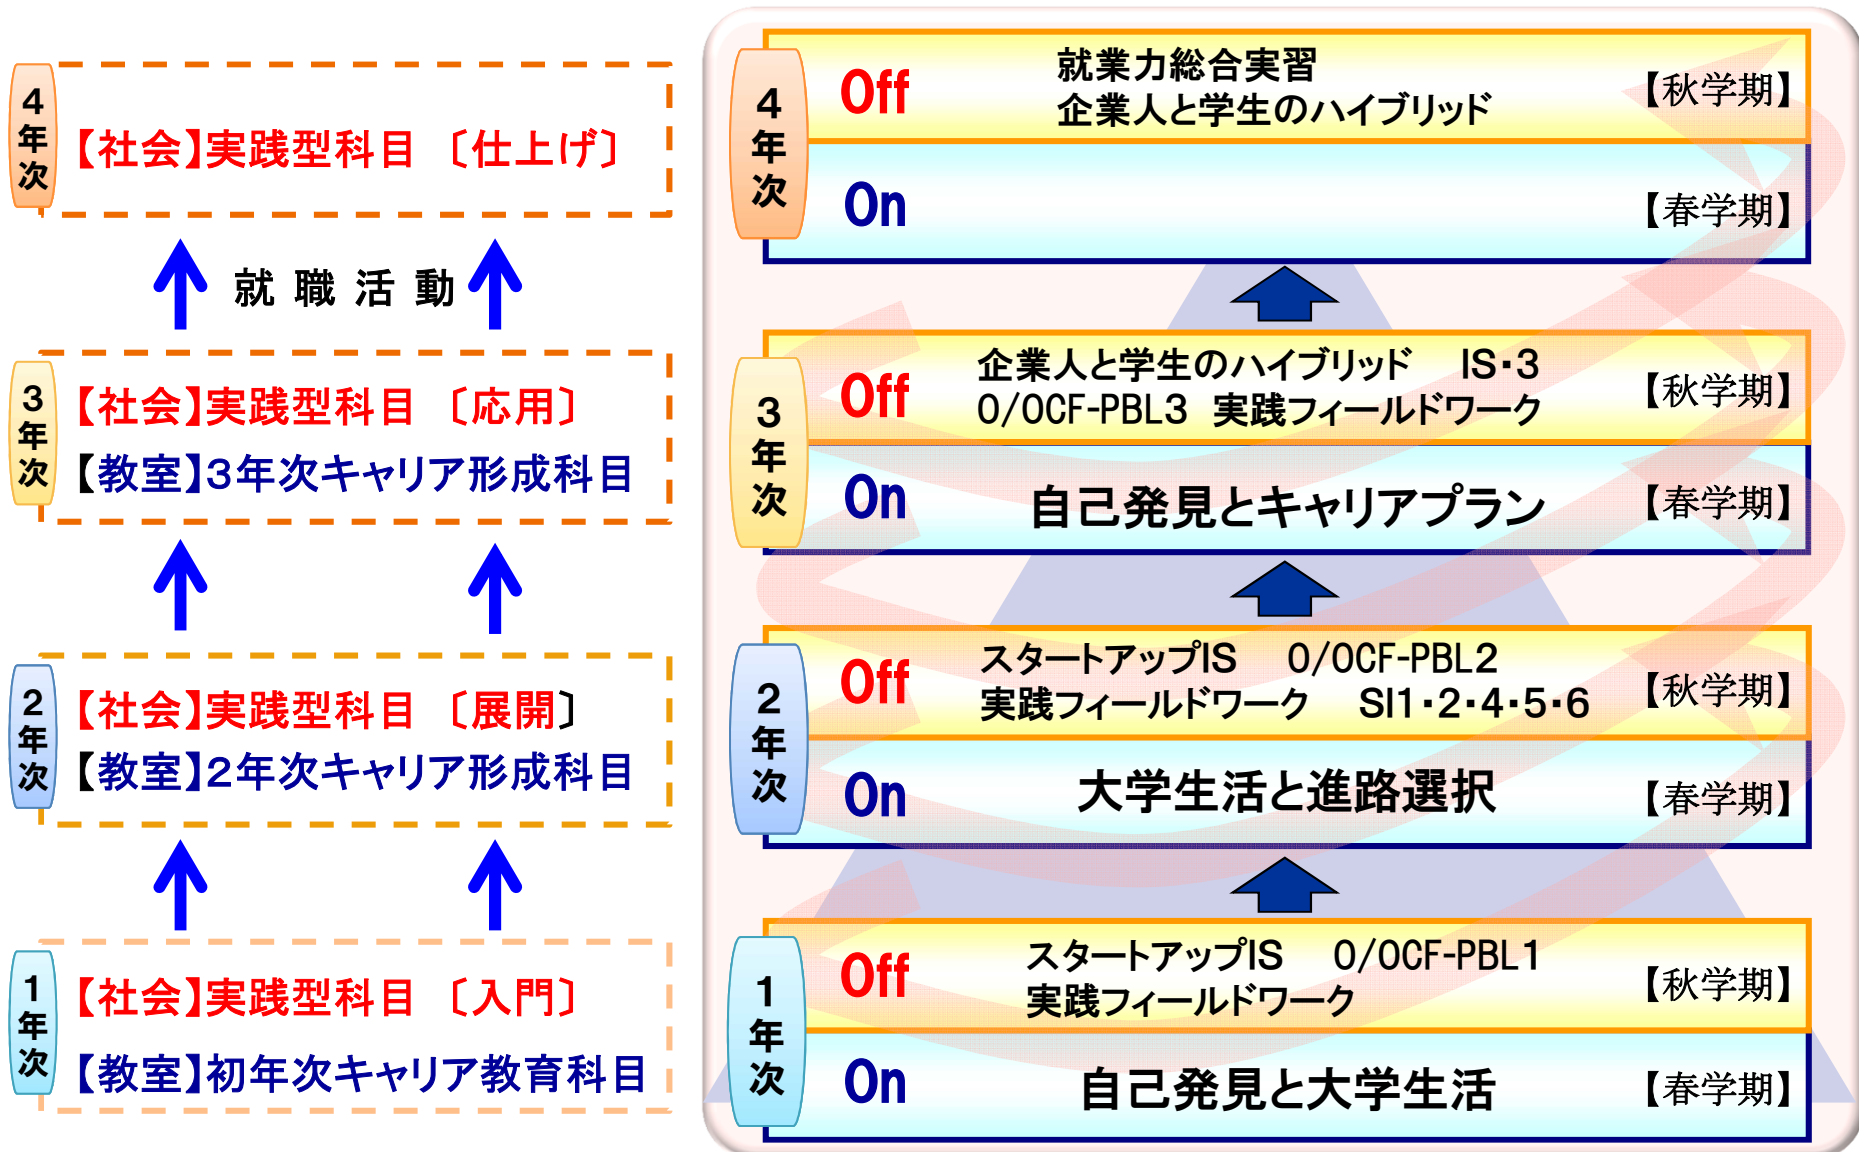 4年次
【社会】実践型科目 〔仕上げ〕
就職活動
3年次
【社会】実践型科目 〔応用〕
【教室】3年次キャリア形成科目
2年次
【社会】実践型科目 〔展開〕
【教室】2年次キャリア形成科目
1年次
【社会】実践型科目 〔入門〕
【教室】初年次キャリア教育科目
4年次
Off 就業力総合実習 【秋学期】
企業人と学生のハイブリッド
On 【春学期】
3年次
Off 企業人と学生のハイブリッド IS・3 【秋学期】
O/OCF-PBL3 実践フィールドワーク
On 自己発見とキャリアプラン 【春学期】
2年次
Off スタートアップIS O/OCF-PBL2 【秋学期】
実践フィールドワーク SI1・2・4・5・6
On 大学生活と進路選択 【春学期】
1年次
Off スタートアップIS O/OCF-PBL1 【秋学期】
実践フィールドワーク
On 自己発見と大学生活 【春学期】